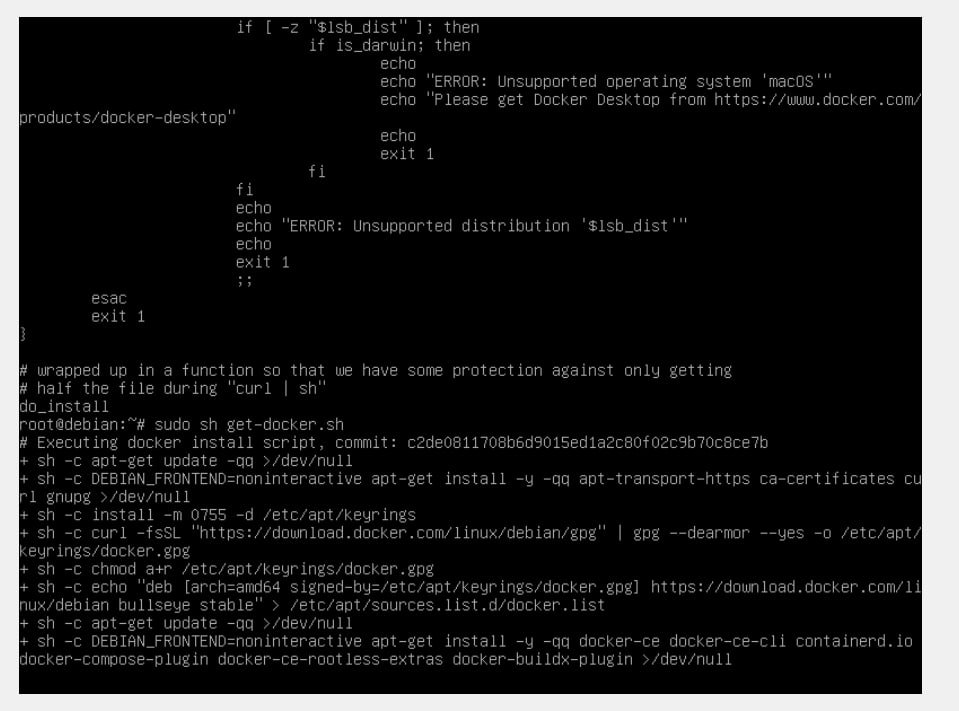 if [ -z "$lsb_dist" ]; then
if is_darwin; then
echo
echo "ERROR: Unsupported operating system 'macOS'"
echo "Please get Docker Desktop from https://www.docker.com/
products/docker-desktop"
echo
exit 1
fi
fi
echo
echo "ERROR: Unsupported distribution '$lsb_dist'"
echo
exit 1
;;
esac
exit 1
}
# wrapped up in a function so that we have some protection against only getting
# half the file during "curl | sh"
do_install
root@debian:~# sudo sh get-docker.sh
# Executing docker install script, commit: c2de0811708b6d9015ed1a2c80f02c9b70c8ce7b
+ sh -c apt-get update -qq >/dev/null
+ sh -c DEBIAN_FRONTEND=noninteractive apt-get install -y -qq apt-transport-https ca-certificates cu
rl gnupg >/dev/null
+ sh -c install -m 0755 -d /etc/apt/keyrings
+ sh -c curl -fsSL "https://download.docker.com/linux/debian/gpg" | gpg --dearmor --yes -o /etc/apt/
keyrings/docker.gpg
+ sh -c chmod a+r /etc/apt/keyrings/docker.gpg
+ sh -c echo "deb [arch=amd64 signed-by=/etc/apt/keyrings/docker.gpg] https://download.docker.com/li
nux/debian bullseye stable" > /etc/apt/sources.list.d/docker.list
+ sh -c apt-get update -qq >/dev/null
+ sh -c DEBIAN_FRONTEND=noninteractive apt-get install -y -qq docker-ce docker-ce-cli containerd.io
docker-compose-plugin docker-ce-rootless-extras docker-buildx-plugin >/dev/null